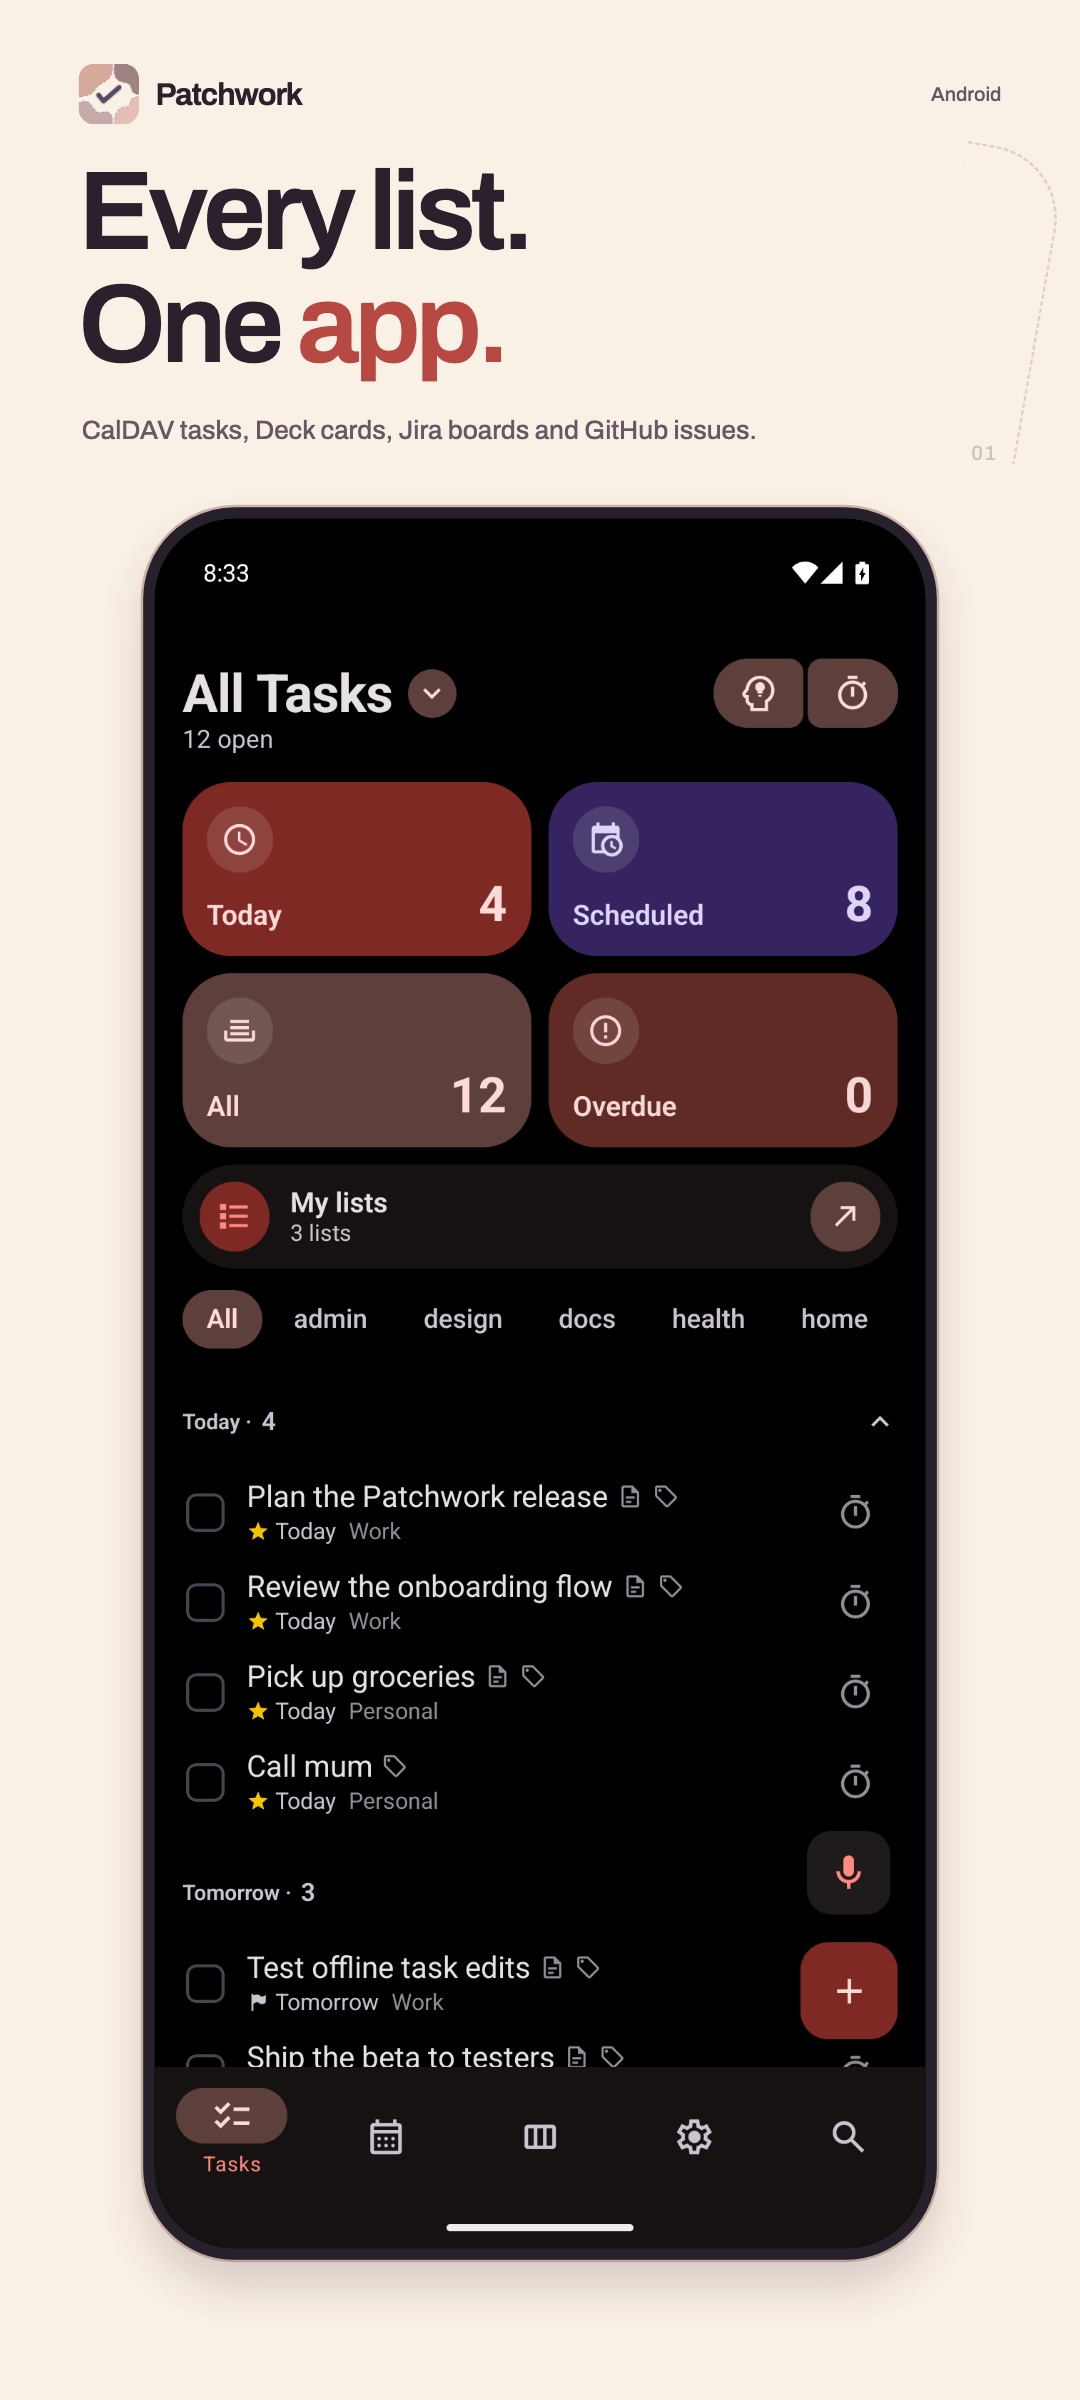 Patchwork
Android
Every list.
One app.
CalDAV tasks, Deck cards, Jira boards and GitHub issues.
01
8:33
All Tasks
12 open
Today 4
Scheduled 8
All 12
Overdue 0
My lists
3 lists
All admin design docs health home
Today · 4
Plan the Patchwork release
Today Work
Review the onboarding flow
Today Work
Pick up groceries
Today Personal
Call mum
Today Personal
Tomorrow · 3
Test offline task edits
Tomorrow Work
Ship the beta to testers
Tasks